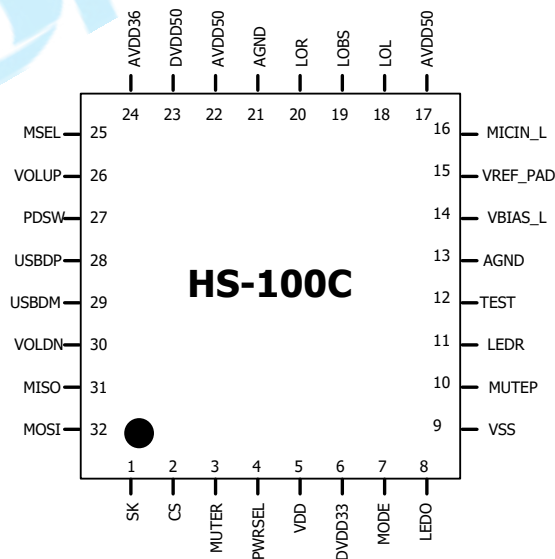 AVDD36
DVDD50
AVDD50
AGND
LOR
LOBS
LOL
AVDD50
24 23 22 21 20 19 18 17
MSEL 25
VOLUP 26
PDSW 27
USBDP 28
USBDM 29
VOLDN 30
MISO 31
MOSI 32
HS-100C
16 MICIN_L
15 VREF_PAD
14 VBIAS_L
13 AGND
12 TEST
11 LEDR
10 MUTEP
9 VSS
1 2 3 4 5 6 7 8
SK
CS
MUTER
PWRSEL
VDD
DVDD33
MODE
LEDO